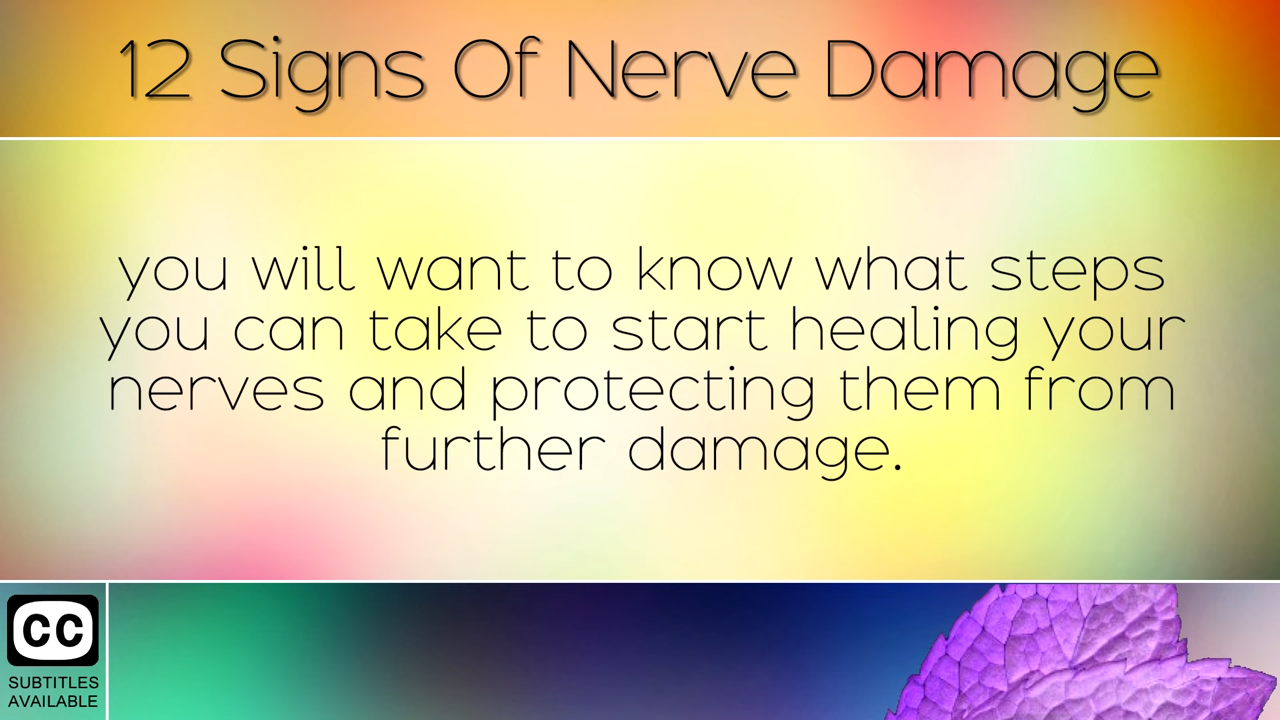 12 Signs Of Nerve Damage
you will want to know what steps
you can take to start healing your
nerves and protecting them from
further damage.
CC
SUBTITLES
AVAILABLE